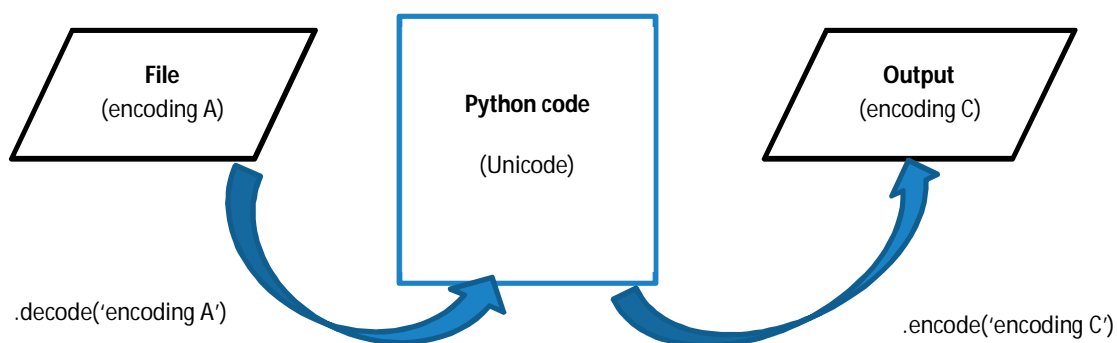 File
(encoding A)
Python code
(Unicode)
Output
(encoding C)
.decode(‘encoding A’)
.encode(‘encoding C’)